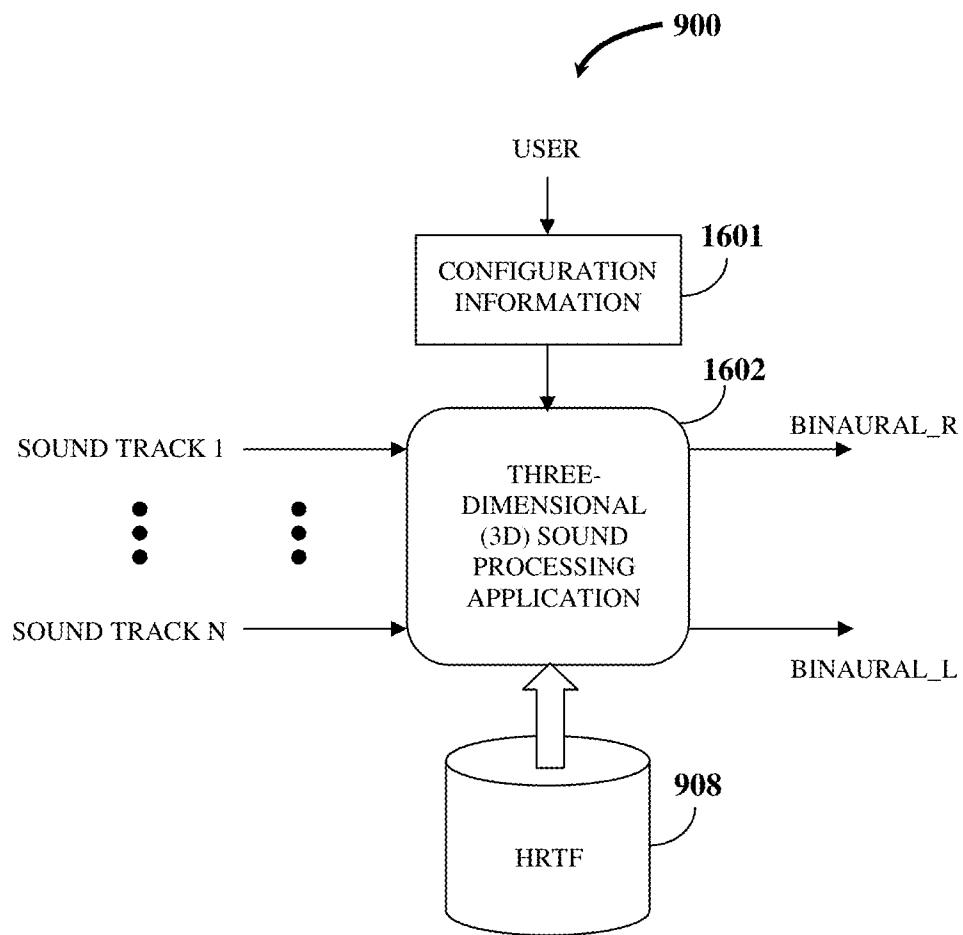 900
USER
1601
CONFIGURATION
INFORMATION
1602
SOUND TRACK 1
BINAURAL_R
THREE-
DIMENSIONAL
(3D) SOUND
PROCESSING
APPLICATION
SOUND TRACK N
BINAURAL_L
908
HRTF